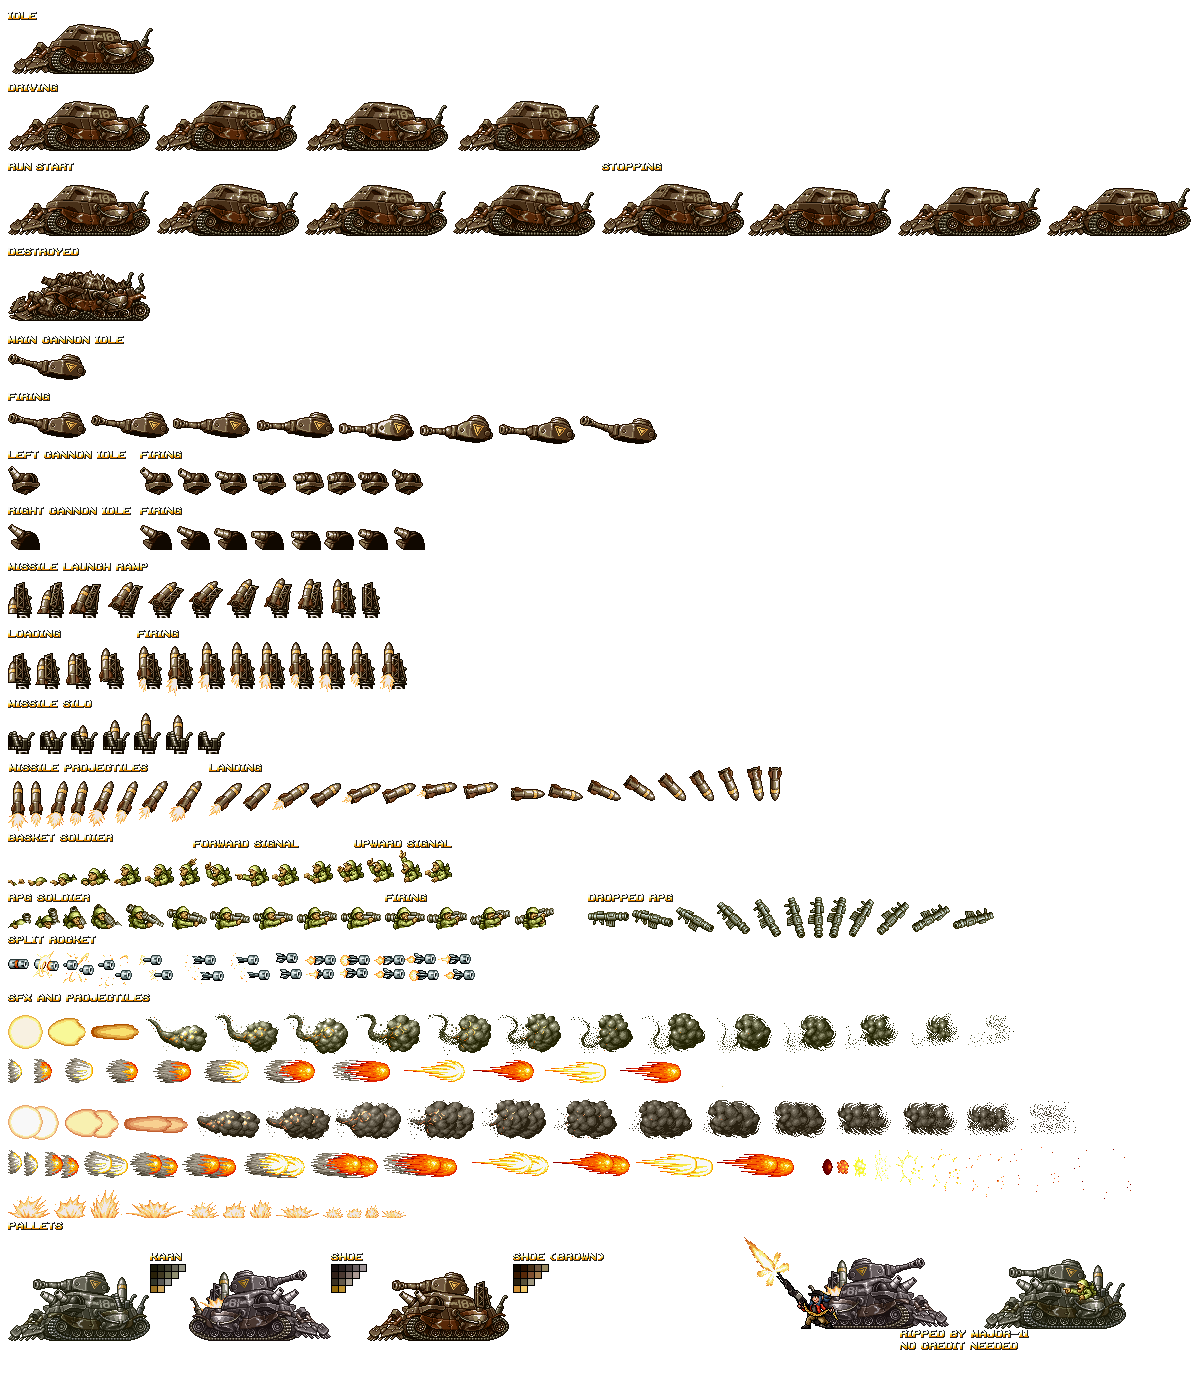 IDLE
DRIVING
RUN START
STOPPING
DESTROYED
MAIN CANNON IDLE
FIRING
LEFT CANNON IDLE
FIRING
RIGHT CANNON IDLE
FIRING
MISSILE LAUNCH RAMP
LOADING
FIRING
MISSILE SILO
MISSILE PROJECTILES
LANDING
BASKET SOLDIER
FORWARD SIGNAL
UPWARD SIGNAL
RPG SOLDIER
FIRING
DROPPED RPG
SPLIT ROCKET
SFX AND PROJECTILES
PALLETS
KARN
SHOE
SHOE (BROWN)
RIPPED BY MAJOR-11
NO CREDIT NEEDED